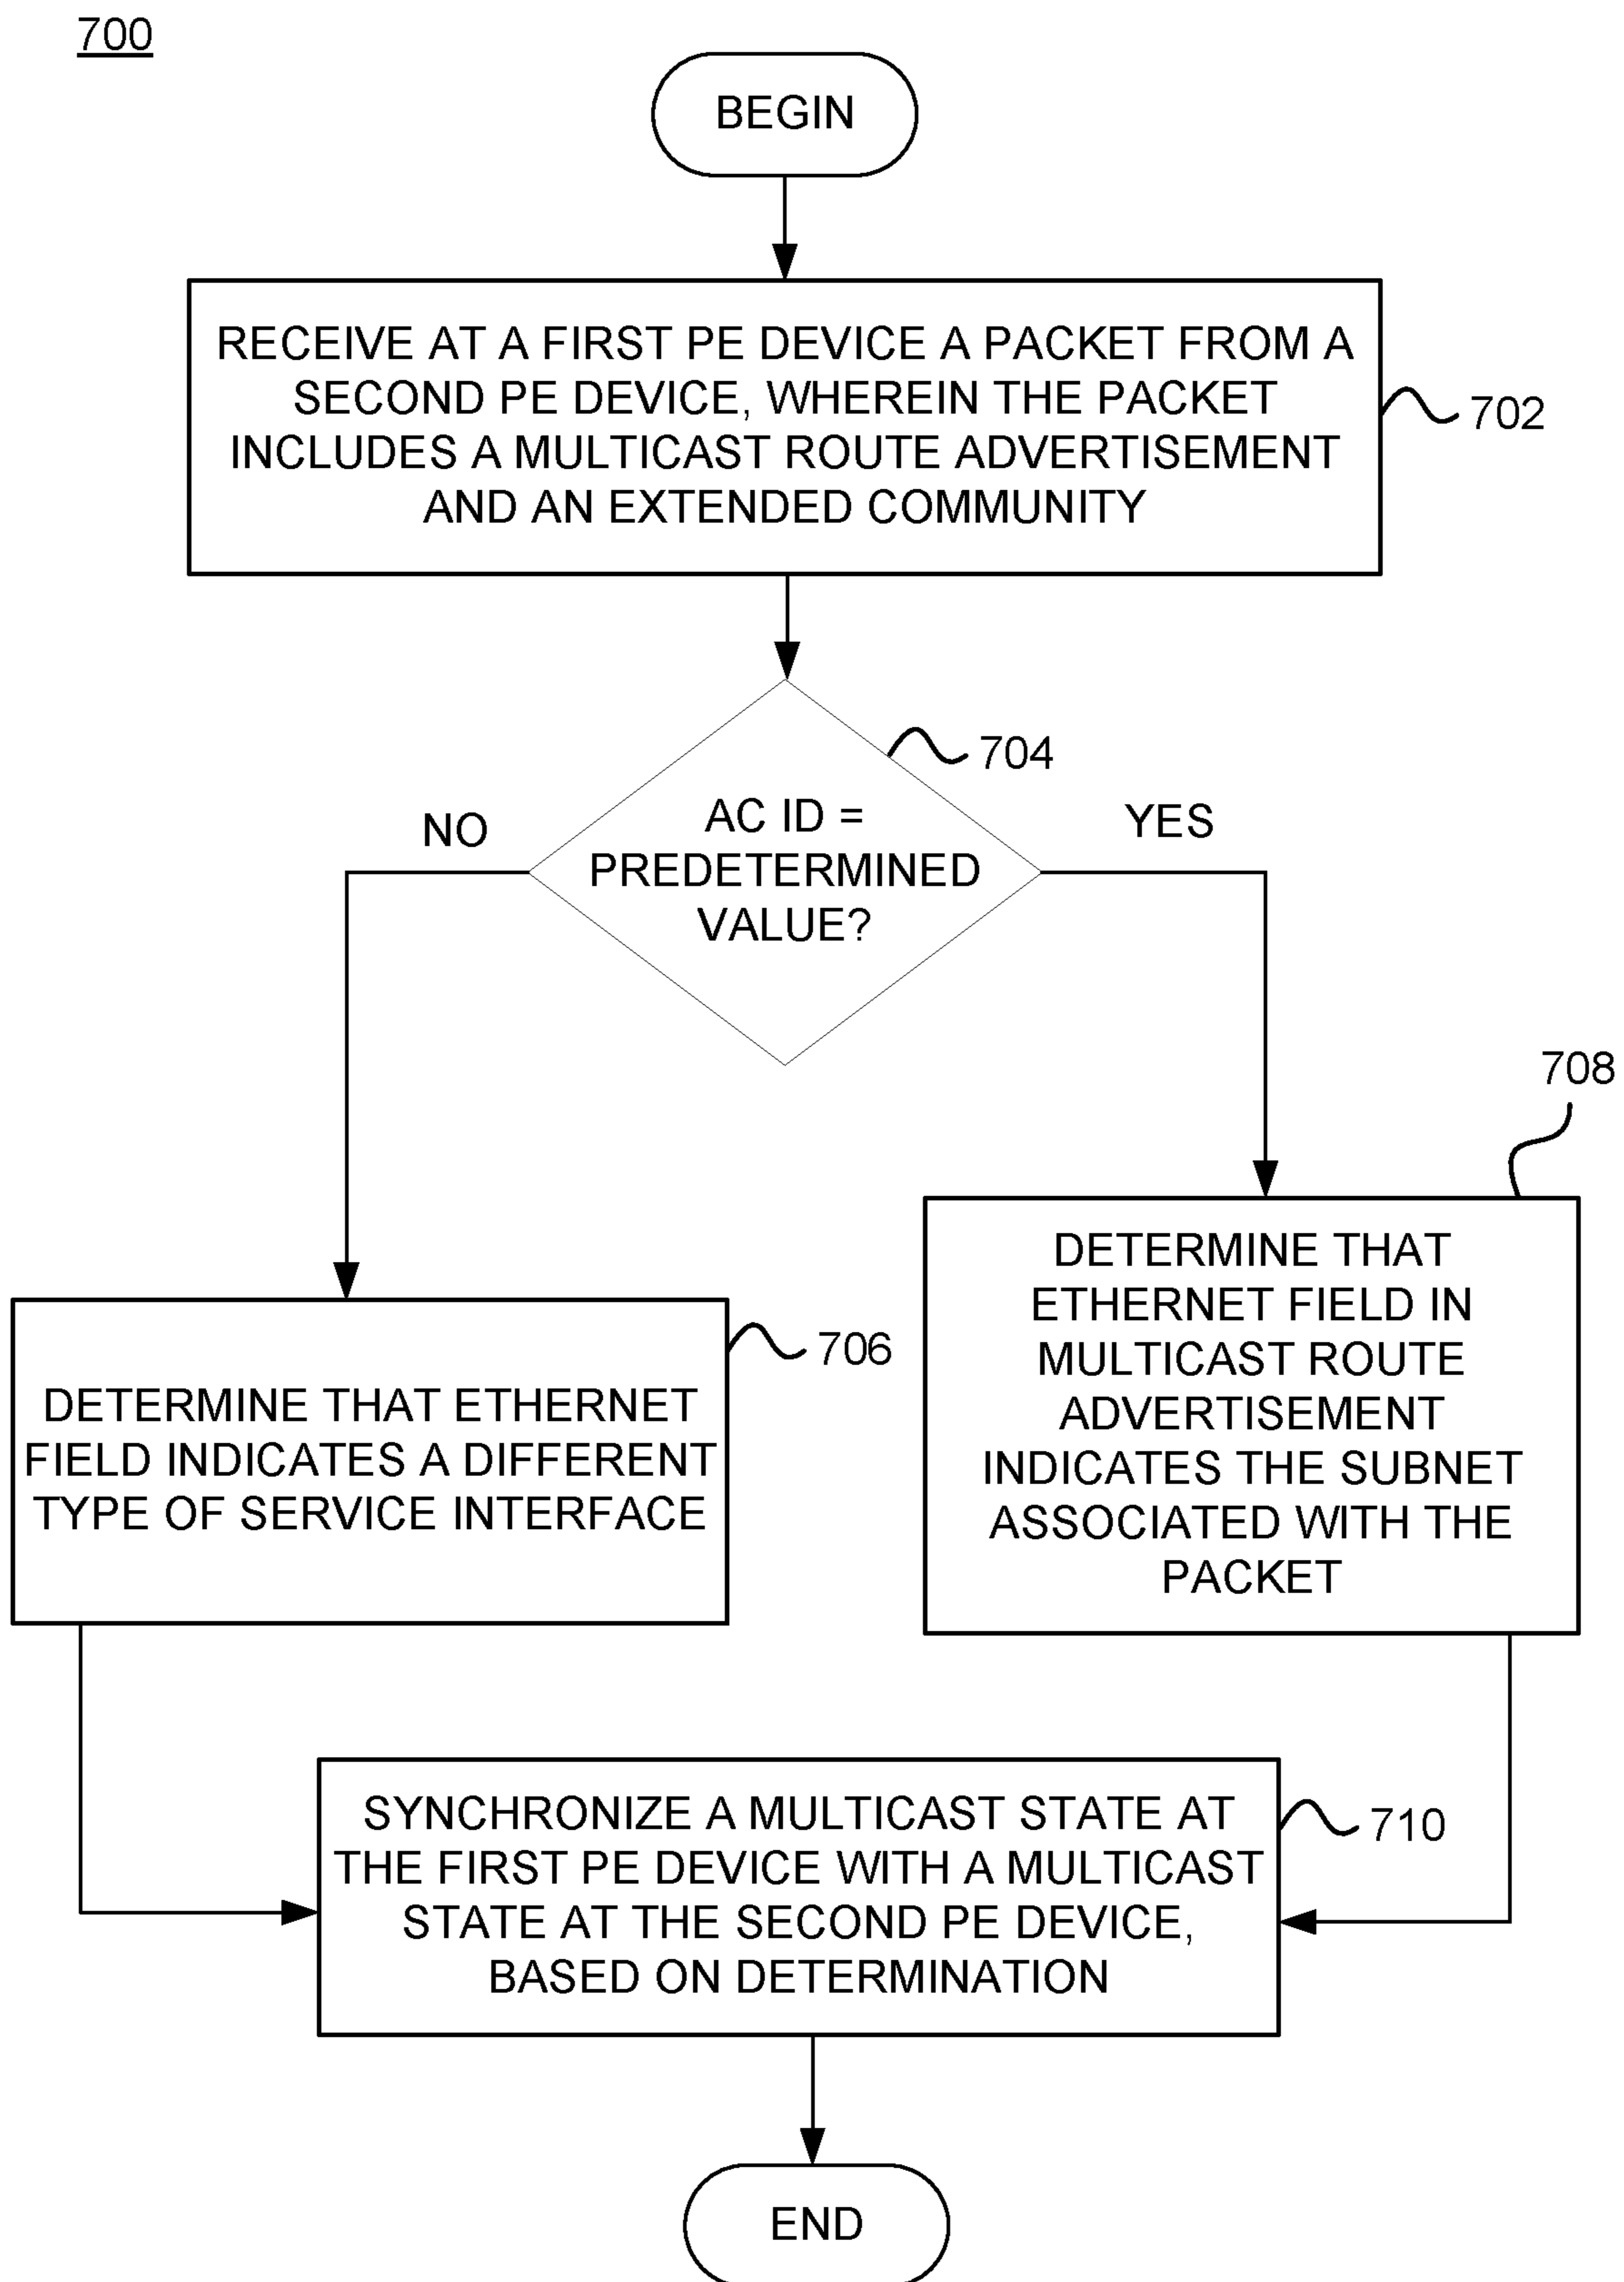 700
BEGIN
RECEIVE AT A FIRST PE DEVICE A PACKET FROM A
SECOND PE DEVICE, WHEREIN THE PACKET
INCLUDES A MULTICAST ROUTE ADVERTISEMENT
AND AN EXTENDED COMMUNITY
702
704
AC ID =
PREDETERMINED
VALUE?
NO
YES
706
DETERMINE THAT ETHERNET
FIELD INDICATES A DIFFERENT
TYPE OF SERVICE INTERFACE
708
DETERMINE THAT
ETHERNET FIELD IN
MULTICAST ROUTE
ADVERTISEMENT
INDICATES THE SUBNET
ASSOCIATED WITH THE
PACKET
SYNCHRONIZE A MULTICAST STATE AT
THE FIRST PE DEVICE WITH A MULTICAST
STATE AT THE SECOND PE DEVICE,
BASED ON DETERMINATION
710
END